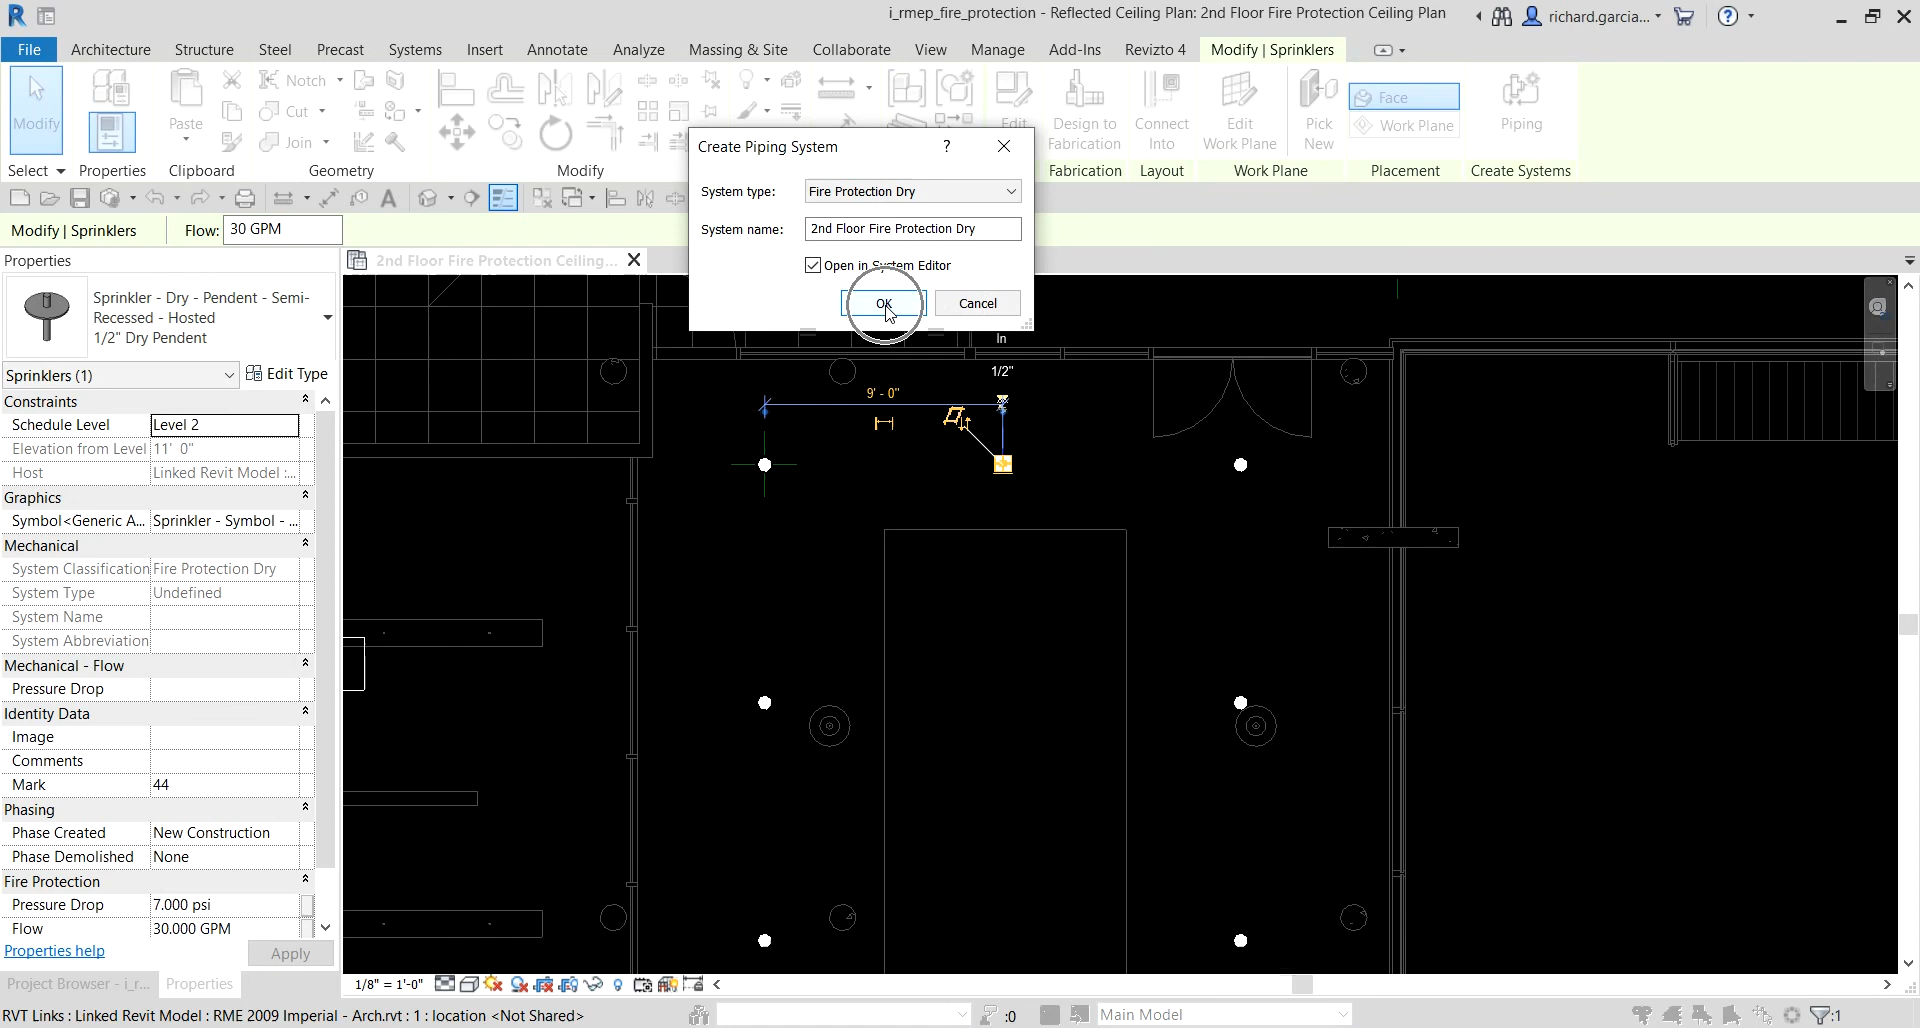 i_rmep_fire_protection - Reflected Ceiling Plan: 2nd Floor Fire Protection Ceiling Plan
richard.garcia...
File Architecture Structure Steel Precast Systems Insert Annotate Analyze Massing & Site Collaborate View Manage Add-Ins Revizto 4 Modify | Sprinklers
Modify
Paste
Notch
Cut
Join
Edit
Design to Fabrication
Connect Into
Edit Work Plane
Pick New
Face
Work Plane
Piping
Select Properties Clipboard Geometry Modify Fabrication Layout Work Plane Placement Create Systems
Modify | Sprinklers Flow: 30 GPM
Create Piping System ?
System type: Fire Protection Dry
System name: 2nd Floor Fire Protection Dry
Open in System Editor
OK Cancel
Properties
2nd Floor Fire Protection Ceiling...
Sprinkler - Dry - Pendent - Semi-
Recessed - Hosted
1/2" Dry Pendent
Sprinklers (1) Edit Type
Constraints
Schedule Level Level 2
Elevation from Level 11' 0"
Host Linked Revit Model :...
Graphics
Symbol<Generic A... Sprinkler - Symbol - ...
Mechanical
System Classification Fire Protection Dry
System Type Undefined
System Name
System Abbreviation
Mechanical - Flow
Pressure Drop
Identity Data
Image
Comments
Mark 44
Phasing
Phase Created New Construction
Phase Demolished None
Fire Protection
Pressure Drop 7.000 psi
Flow 30.000 GPM
Properties help Apply
Project Browser - i_r... Properties
In
1/2"
9' - 0"
1/8" = 1'-0"
RVT Links : Linked Revit Model : RME 2009 Imperial - Arch.rvt : 1 : location <Not Shared>
:0
Main Model
:1